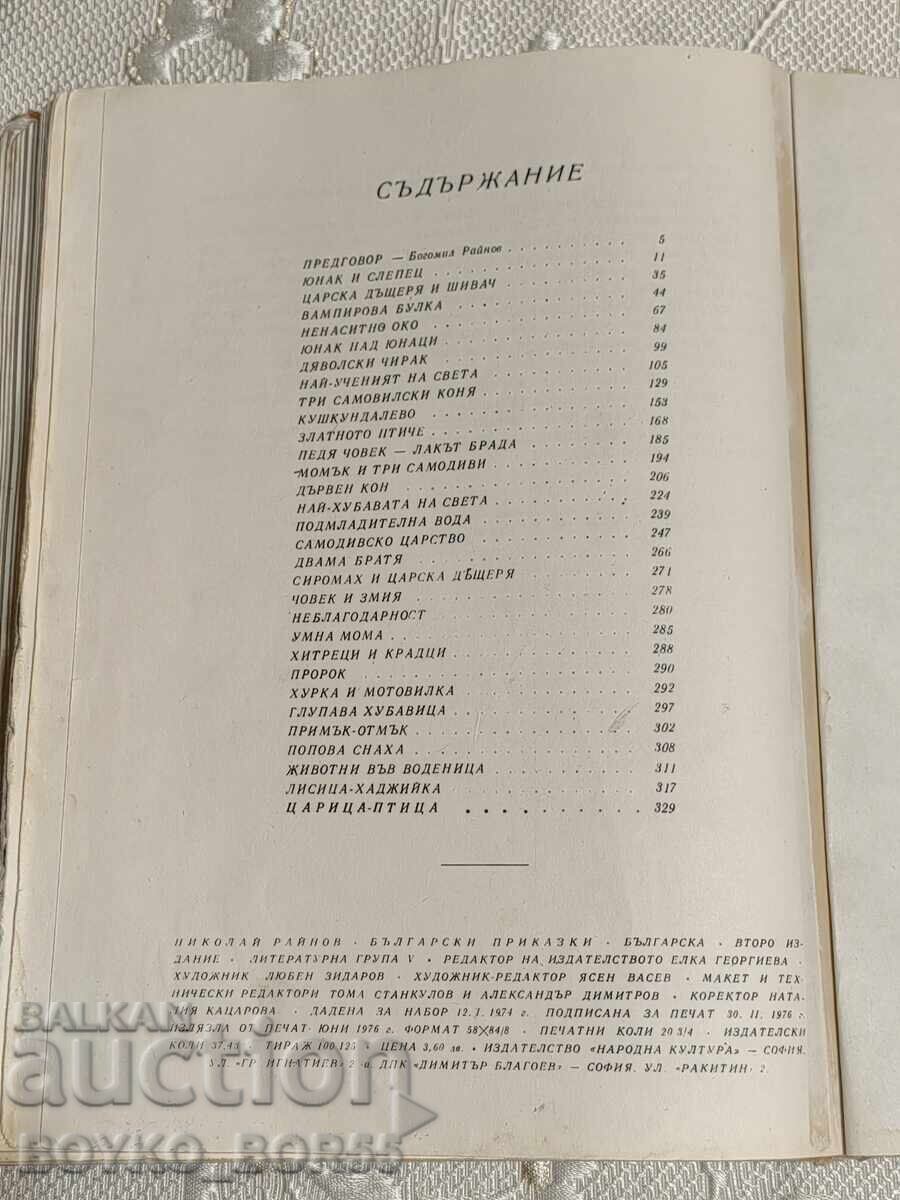 СЪДЪРЖАНИЕ
ПРЕДГОВОР — Богомил Райнов . . . . . . . . . 5
ЮНАК И СЛЕПЕЦ . . . . . . . . . 11
ЦАРСКА ДЪЩЕРЯ И ШИВАЧ . . . . . . . . . 35
ВАМПИРОВА БУЛКА . . . . . . . . . 44
НЕНАСИТНО ОКО . . . . . . . . . 67
ЮНАК НАД ЮНАЦИ . . . . . . . . . 84
ДЯВОЛСКИ ЧИРАК . . . . . . . . . 99
НАЙ-УЧЕНИЯТ НА СВЕТА . . . . . . . . . 105
ТРИ САМОВИЛСКИ КОНЯ . . . . . . . . . 129
КУШКУНДАЛЕВО . . . . . . . . . 153
ЗЛАТНОТО ПТИЧЕ . . . . . . . . . 168
ПЕДЯ ЧОВЕК — ЛАКЪТ БРАДА . . . . . . . . . 185
МОМЪК И ТРИ САМОДИВИ . . . . . . . . . 194
ДЪРВЕН КОН . . . . . . . . . 206
НАЙ-ХУБАВАТА НА СВЕТА . . . . . . . . . 224
ПОДМЛАДИТЕЛНА ВОДА . . . . . . . . . 239
САМОДИВСКО ЦАРСТВО . . . . . . . . . 247
ДВАМА БРАТЯ . . . . . . . . . 266
СИРОМАХ И ЦАРСКА ДЪЩЕРЯ . . . . . . . . . 271
ЧОВЕК И ЗМИЯ . . . . . . . . . 278
НЕБЛАГОДАРНОСТ . . . . . . . . . 280
УМНА МОМА . . . . . . . . . 285
ХИТРЕЦИ И КРАДЦИ . . . . . . . . . 288
ПРОРОК . . . . . . . . . 290
ХУРКА И МОТОВИЛКА . . . . . . . . . 292
ГЛУПАВА ХУБАВИЦА . . . . . . . . . 297
ПРИМЪК-ОТМЪК . . . . . . . . . 302
ПОПОВА СНАХА . . . . . . . . . 308
ЖИВОТНИ ВЪВ ВОДЕНИЦА . . . . . . . . . 311
ЛИСИЦА-ХАДЖИЙКА . . . . . . . . . 317
ЦАРИЦА-ПТИЦА . . . . . . . . . 329
НИКОЛАЙ РАЙНОВ · БЪЛГАРСКИ ПРИКАЗКИ · БЪЛГАРСКА · ВТОРО ИЗ-
ДАНИЕ · ЛИТЕРАТУРНА ГРУПА V · РЕДАКТОР НА ИЗДАТЕЛСТВОТО ЕЛКА ГЕОРГИЕВА ·
ХУДОЖНИК ЛЮБЕН ЗИДАРОВ · ХУДОЖНИК-РЕДАКТОР ЯСЕН ВАСЕВ · МАКЕТ И ТЕХ-
НИЧЕСКИ РЕДАКТОРИ ТОМА СТАНКУЛОВ И АЛЕКСАНДЪР ДИМИТРОВ · КОРЕКТОР НАТА-
ЛИЯ КАЦАРОВА · ДАДЕНА ЗА НАБОР 12.I.1974 г. ПОДПИСАНА ЗА ПЕЧАТ 30.II.1976 г.
ИЗЛЯЗЛА ОТ ПЕЧАТ ЮНИ 1976 г. ФОРМАТ 58×84/8 · ПЕЧАТНИ КОЛИ 20 3/4 · ИЗДАТЕЛСКИ
КОЛИ · ТИРАЖ 100 125 · ЦЕНА 3,60 лв. · ИЗДАТЕЛСТВО «НАРОДНА КУЛТУРА» — СОФИЯ,
УЛ. «ГР. ИГНАТИЕВ» 2-а. ДПК «ДИМИТЪР БЛАГОЕВ» — СОФИЯ, УЛ. «РАКИТИН» 2.
BALKAN
auction
BOYKO_BOB55